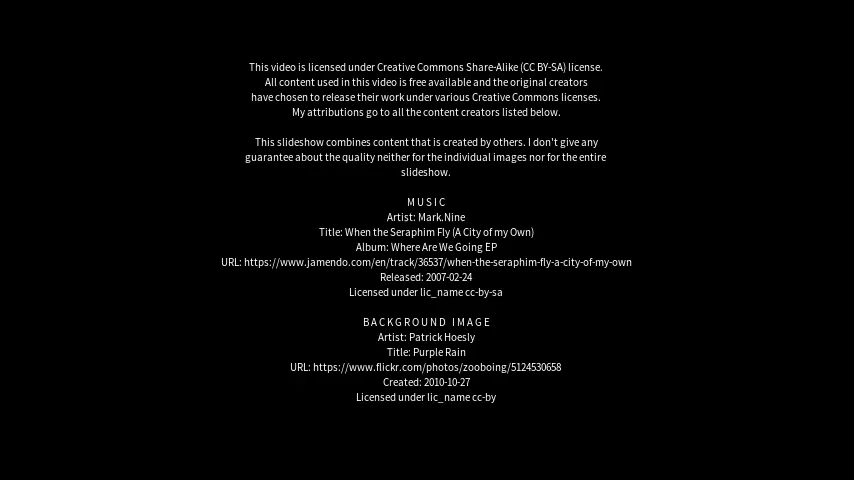 This video is licensed under Creative Commons Share-Alike (CC BY-SA) license.
All content used in this video is free available and the original creators
have chosen to release their work under various Creative Commons licenses.
My attributions go to all the content creators listed below.
This slideshow combines content that is created by others. I don't give any
guarantee about the quality neither for the individual images nor for the entire
slideshow.
M U S I C
Artist: Mark.Nine
Title: When the Seraphim Fly (A City of my Own)
Album: Where Are We Going EP
URL: https://www.jamendo.com/en/track/36537/when-the-seraphim-fly-a-city-of-my-own
Released: 2007-02-24
Licensed under lic_name cc-by-sa
B A C K G R O U N D   I M A G E
Artist: Patrick Hoesly
Title: Purple Rain
URL: https://www.flickr.com/photos/zooboing/5124530658
Created: 2010-10-27
Licensed under lic_name cc-by